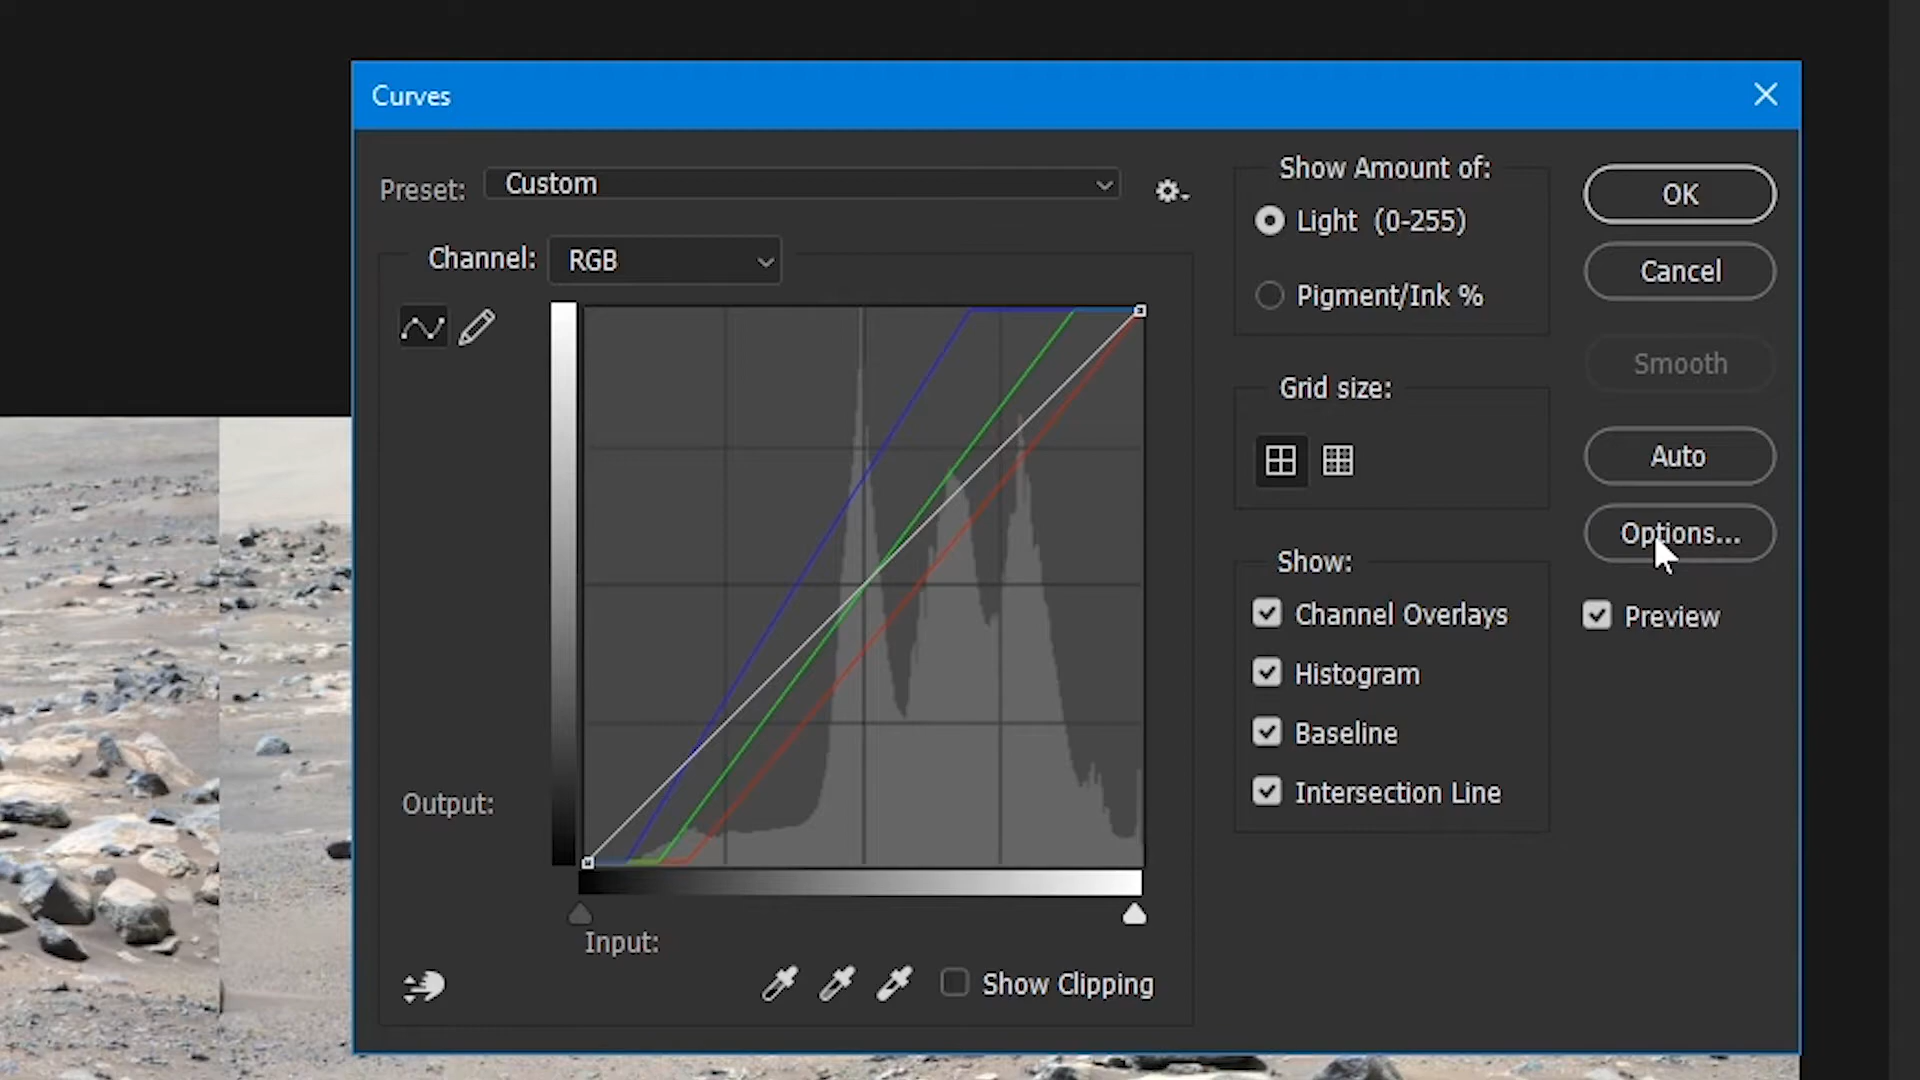 Curves
Preset:
Custom
Channel:
RGB
Output:
Input:
Show Clipping
Show Amount of:
Light (0-255)
Pigment/Ink %
Grid size:
Show:
Channel Overlays
Histogram
Baseline
Intersection Line
OK
Cancel
Smooth
Auto
Options...
Preview